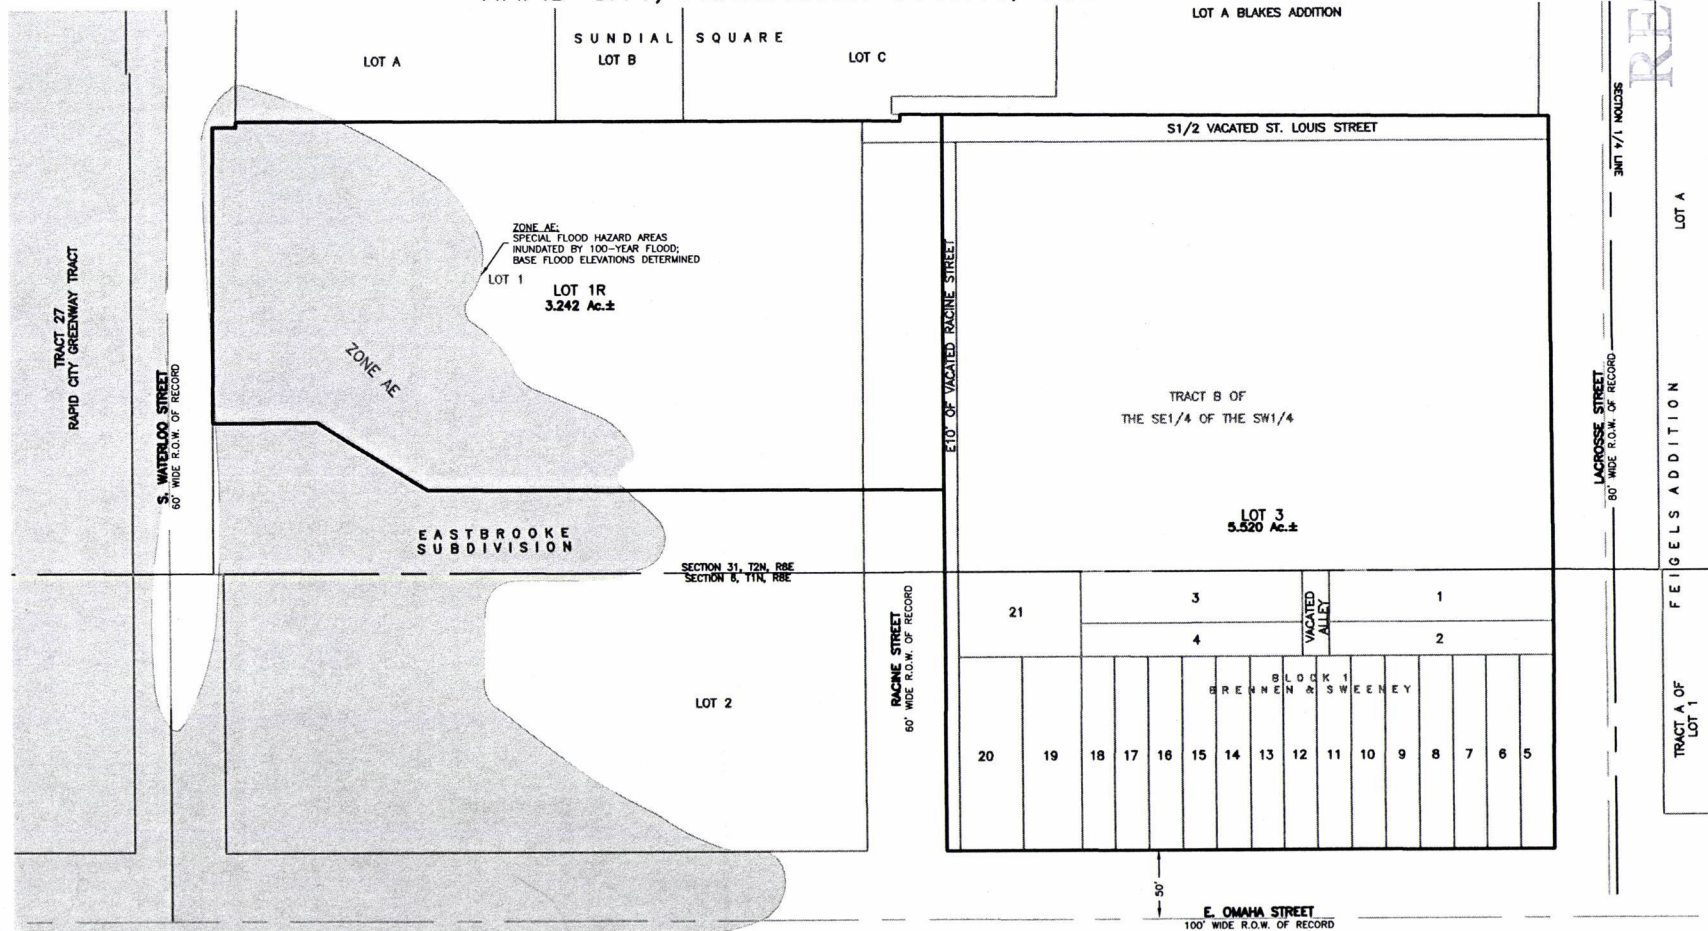 LOT A BLAKES ADDITION
SUNDIAL SQUARE
LOT A
LOT B
LOT C
RE
SECTION 1/4 LINE
S1/2 VACATED ST. LOUIS STREET
LOT A
ZONE AE:
SPECIAL FLOOD HAZARD AREAS
INUNDATED BY 100-YEAR FLOOD;
BASE FLOOD ELEVATIONS DETERMINED
LOT 1
LOT 1R
3.242 Ac.±
TRACT 27
RAPID CITY GREENWAY TRACT
ZONE AE
S. WATERLOO STREET
60' WIDE R.O.W. OF RECORD
E10' OF VACATED RACINE STREET
TRACT B OF
THE SE1/4 OF THE SW1/4
LACROSSE STREET
80' WIDE R.O.W. OF RECORD
FEIGELS ADDITION
LOT 3
5.520 Ac.±
EASTBROOKE
SUBDIVISION
SECTION 31, T2N, R8E
SECTION 6, T1N, R8E
RACINE STREET
60' WIDE R.O.W. OF RECORD
21
3
4
VACATED
ALLEY
1
2
BLOCK 1
BRENNEN & SWEENEY
LOT 2
TRACT A OF
LOT 1
20 19 18 17 16 15 14 13 12 11 10 9 8 7 6 5
50'
E. OMAHA STREET
100' WIDE R.O.W. OF RECORD